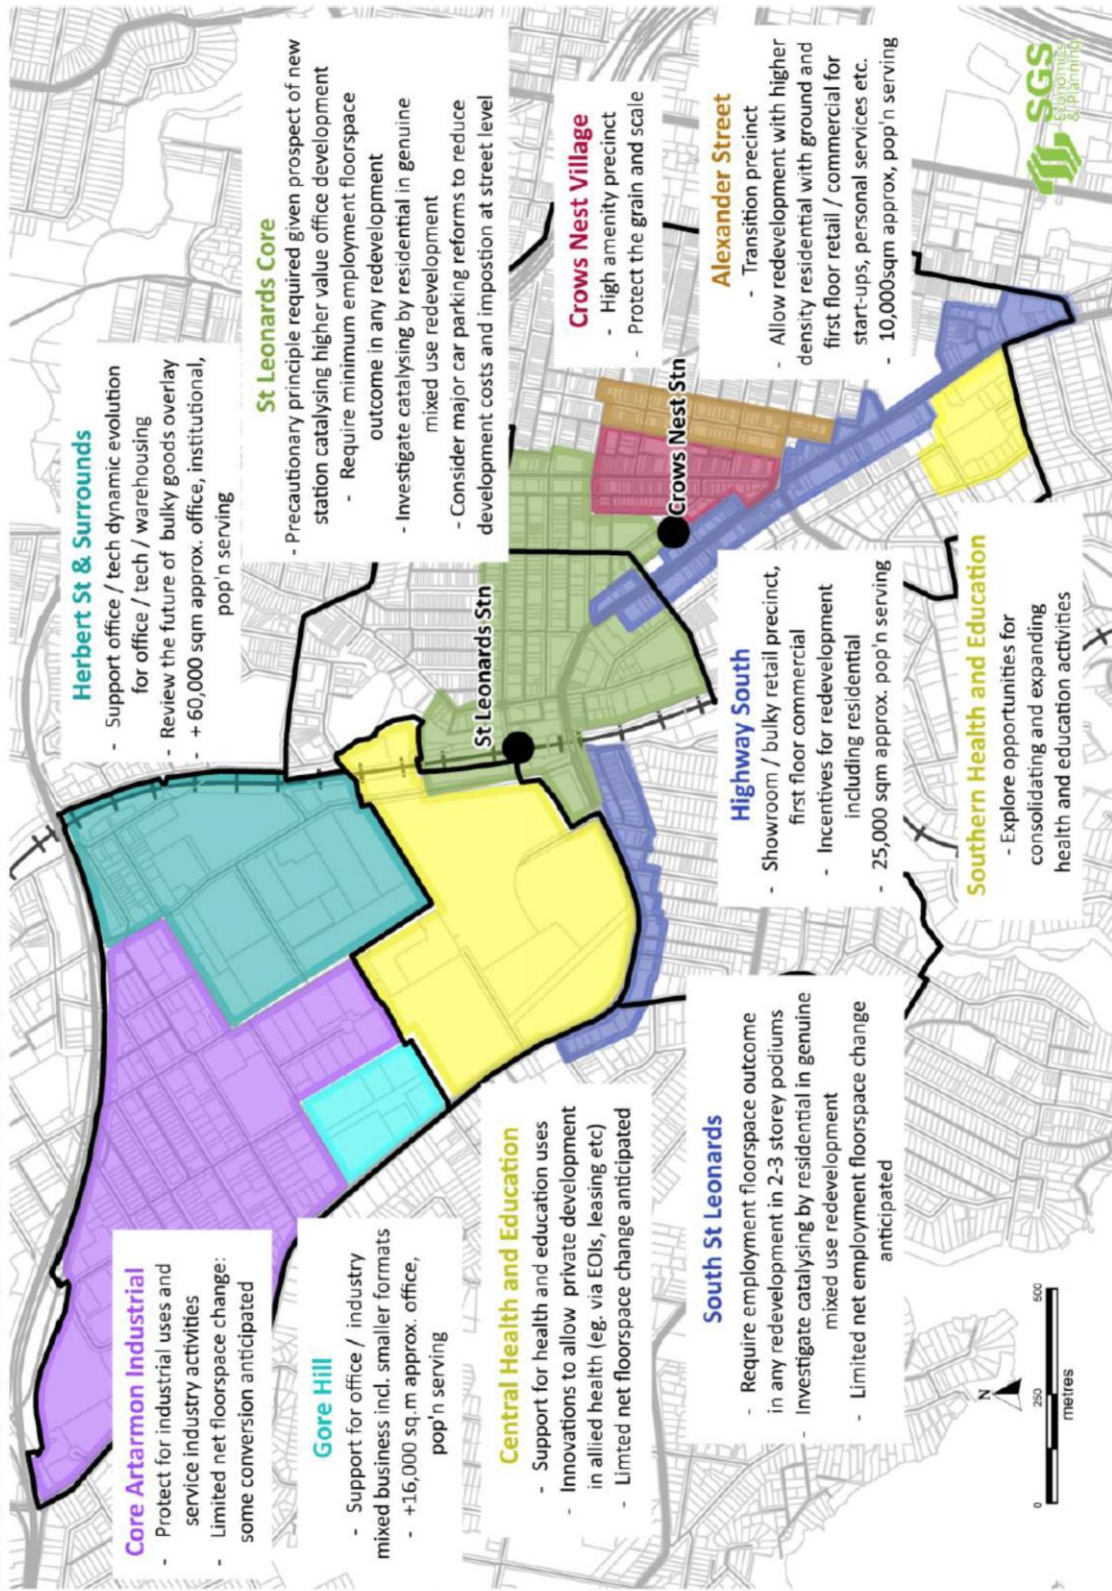 Core Artarmon Industrial
- Protect for industrial uses and
service industry activities
- Limited net floorspace change:
some conversion anticipated
Gore Hill
- Support for office / industry
mixed business incl. smaller formats
- +16,000 sq.m approx. office,
pop'n serving
Central Health and Education
- Support for health and education uses
- Innovations to allow private development
in allied health (eg. via EOIs, leasing etc)
- LImted net floorspace change anticipated
South St Leonards
- Require employment floorspace outcome
in any redevelopment in 2-3 storey podiums
- Investigate catalysing by residential in genuine
mixed use redevelopment
- Limited net employment floorspace change
anticipated
Herbert St & Surrounds
- Support office / tech dynamic evolution
for office / tech / warehousing
- Review the future of bulky goods overlay
- + 60,000 sqm approx. office, institutional,
pop'n serving
St Leonards Core
- Precautionary principle required given prospect of new
station catalysing higher value office development
- Require minimum employment floorspace
outcome in any redevelopment
- Investigate catalysing by residential in genuine
mixed use redevelopment
- Consider major car parking reforms to reduce
development costs and impostion at street level
St Leonards Stn
Crows Nest Stn
Crows Nest Village
- High amenity precinct
- Protect the grain and scale
Alexander Street
- Transition precinct
- Allow redevelopment with higher
density residential with ground and
first floor retail / commercial for
start-ups, personal services etc.
- 10,000sqm approx, pop'n serving
Highway South
- Showroom / bulky retail precinct,
first floor commercial
- Incentives for redevelopment
including residential
- 25,000 sqm approx. pop'n serving
Southern Health and Education
- Explore opportunities for
consolidating and expanding
health and education activities
N
0 250 500
metres
SGS
Economics
& Planning